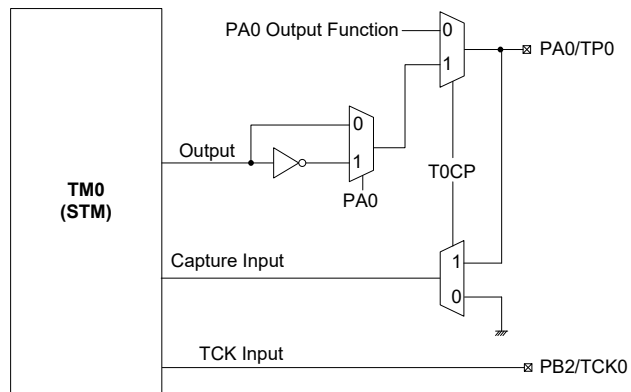 PA0 Output Function
0
1
PA0/TP0
0
1
Output
PA0
T0CP
TM0
(STM)
Capture Input
1
0
TCK Input
PB2/TCK0